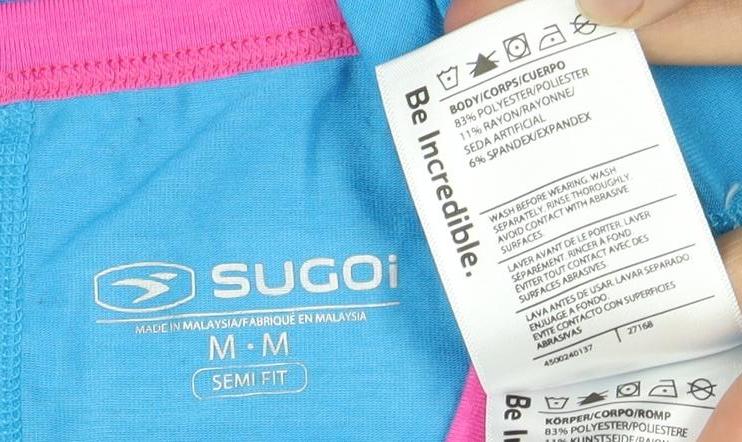 SUGOi
MADE IN MALAYSIA/FABRIQUÉ EN MALAYSIA
M · M
SEMI FIT
Be Incredible.
BODY/CORPS/CUERPO
83% POLYESTER/POLIESTER
11% RAYON/RAYONNE/
SEDA ARTIFICIAL
6% SPANDEX/EXPANDEX
WASH BEFORE WEARING. WASH
SEPARATELY. RINSE THOROUGHLY.
AVOID CONTACT WITH ABRASIVE
SURFACES.
LAVER AVANT DE LE PORTER. LAVER
SÉPARÉMENT. RINCER À FOND.
ÉVITER TOUT CONTACT AVEC DES
SURFACES ABRASIVES.
LAVA ANTES DE USAR. LAVAR SEPARADO
ENJUAGE A FONDO.
EVITE CONTACTO CON SUPERFICIES
ABRASIVAS
4500240137 | 27168
Be In
KÖRPER/CORPO/ROMP
83% POLYESTER/POLIESTERE
11% KUNSTSEIDE/RAION